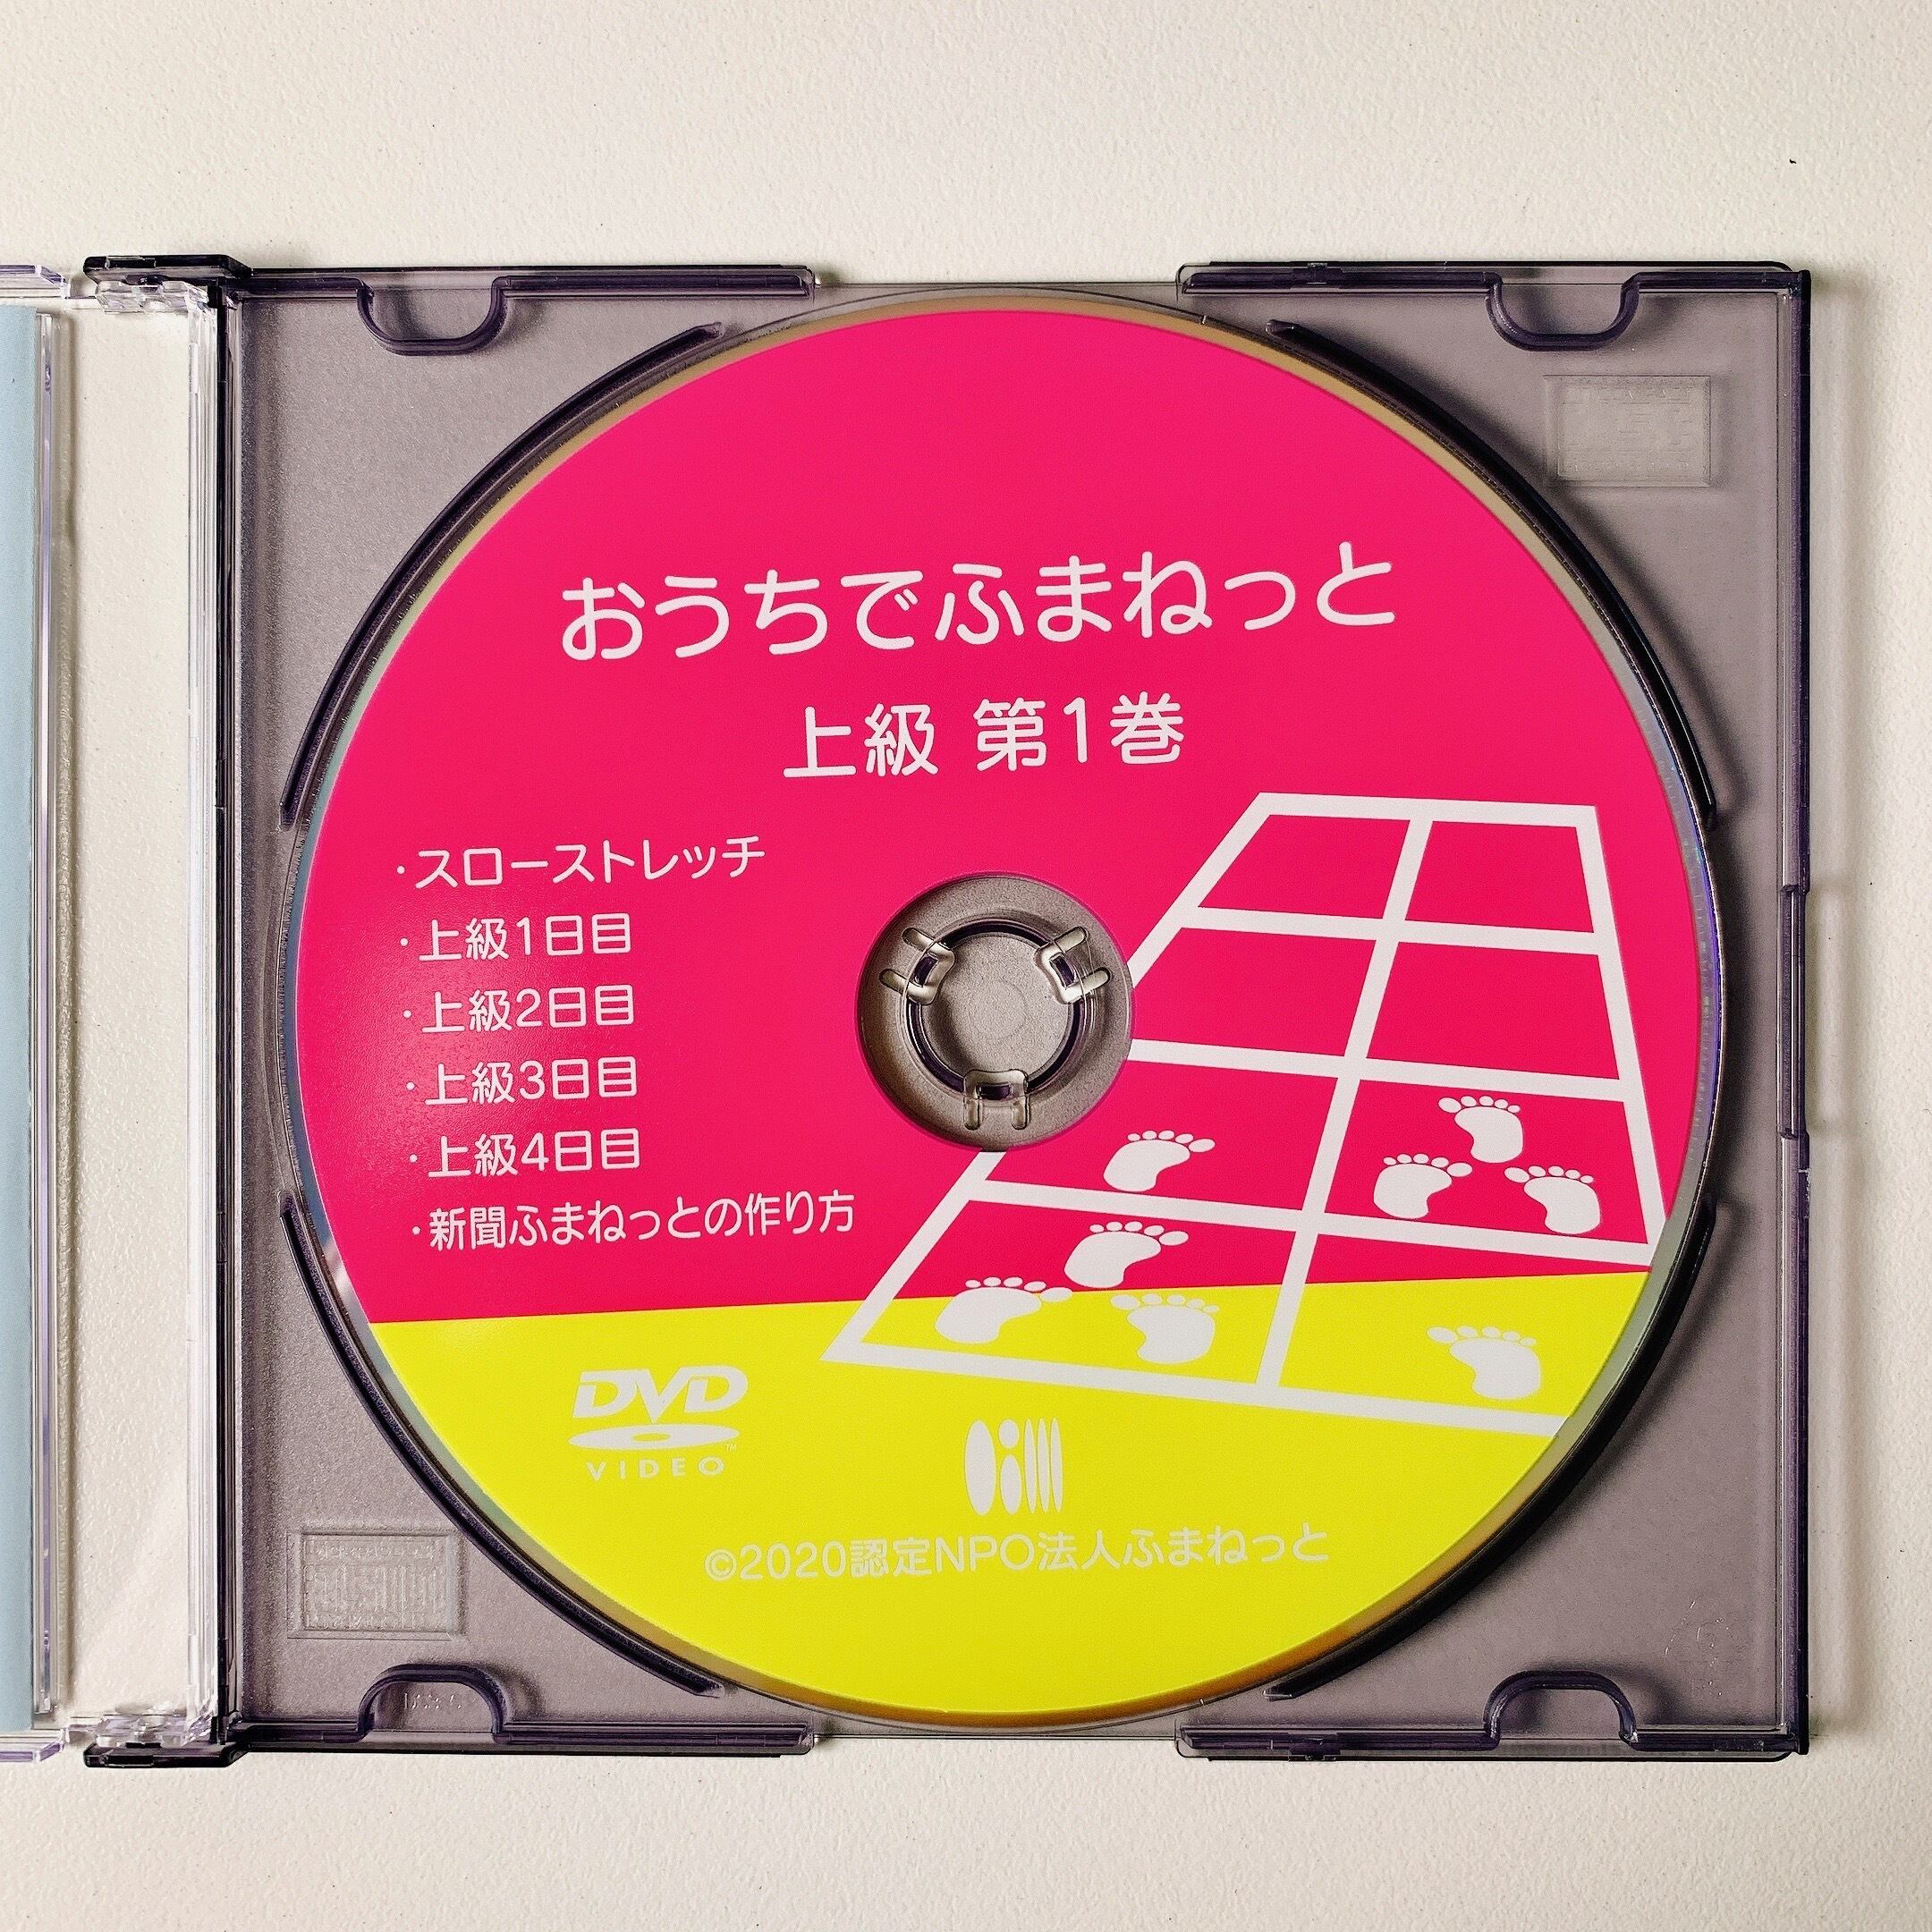 おうちでふまねっと
上級 第1巻
・スローストレッチ
・上級1日目
・上級2日目
・上級3日目
・上級4日目
・新聞ふまねっとの作り方
DVD
VIDEO
™
©2020認定NPO法人ふまねっと